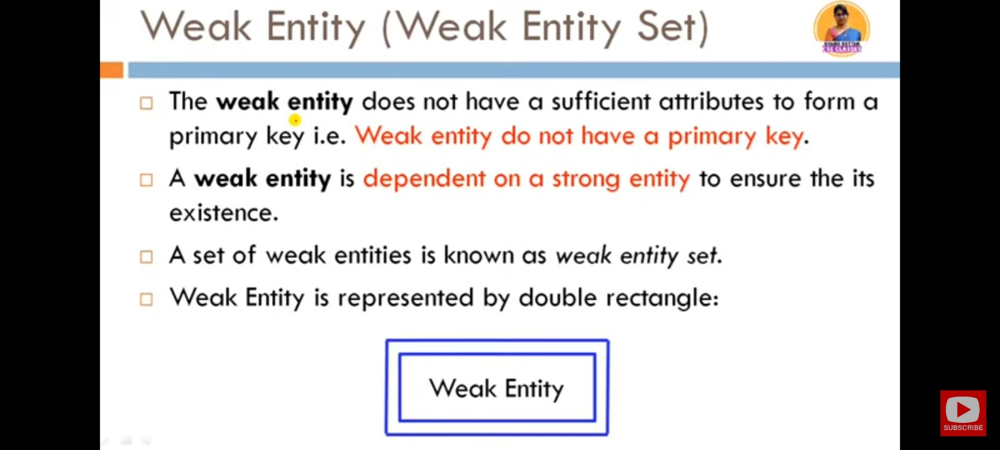 Weak Entity (Weak Entity Set)
The weak entity does not have a sufficient attributes to form a
primary key i.e. Weak entity do not have a primary key.
A weak entity is dependent on a strong entity to ensure the its
existence.
A set of weak entities is known as weak entity set.
Weak Entity is represented by double rectangle:
Weak Entity
SUBSCRIBE